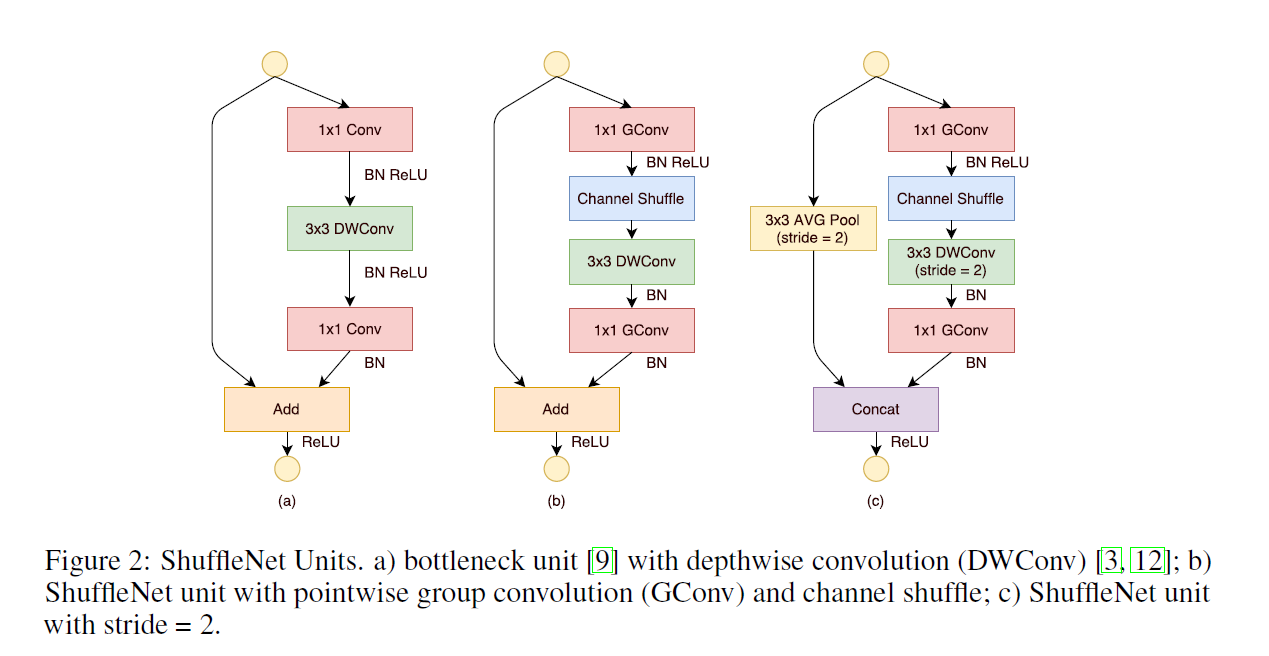 1x1 Conv
BN ReLU
3x3 DWConv
BN ReLU
1x1 Conv
BN
Add
ReLU
(a)
1x1 GConv
BN ReLU
Channel Shuffle
3x3 DWConv
BN
1x1 GConv
BN
Add
ReLU
(b)
3x3 AVG Pool
(stride = 2)
1x1 GConv
BN ReLU
Channel Shuffle
3x3 DWConv
(stride = 2)
BN
1x1 GConv
BN
Concat
ReLU
(c)
Figure 2: ShuffleNet Units. a) bottleneck unit [9] with depthwise convolution (DWConv) [3, 12]; b)
ShuffleNet unit with pointwise group convolution (GConv) and channel shuffle; c) ShuffleNet unit
with stride = 2.